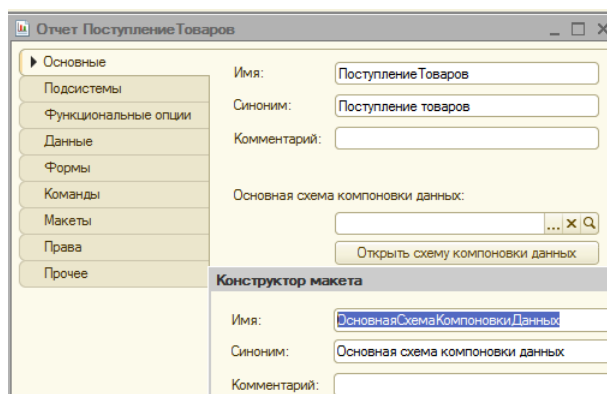 Отчет ПоступлениеТоваров
Основные
Подсистемы
Функциональные опции
Данные
Формы
Команды
Макеты
Права
Прочее
Имя: ПоступлениеТоваров
Синоним: Поступление товаров
Комментарий:
Основная схема компоновки данных:
...
Открыть схему компоновки данных
Конструктор макета
Имя: ОсновнаяСхемаКомпоновкиДанных
Синоним: Основная схема компоновки данных
Комментарий: